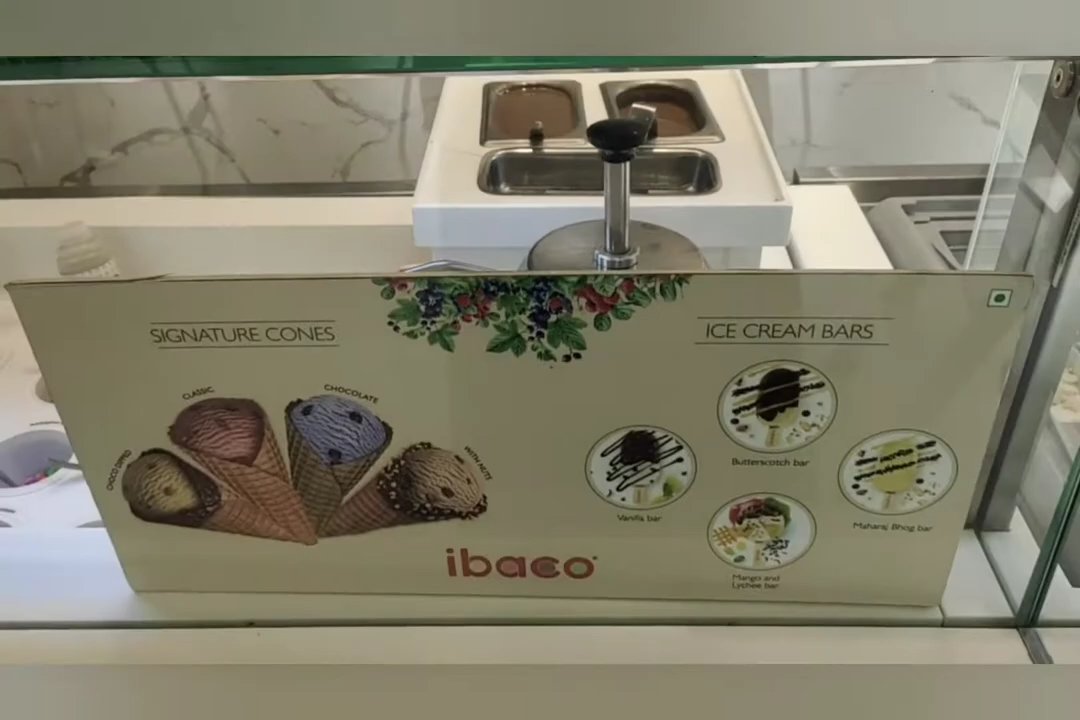 SIGNATURE CONES
CHOCO DIPPED
CLASSIC
CHOCOLATE
WITH NUTS
ICE CREAM BARS
Butterscotch bar
Vanilla bar
Maharaj Bhog bar
Mango and
Lychee bar
ibaco